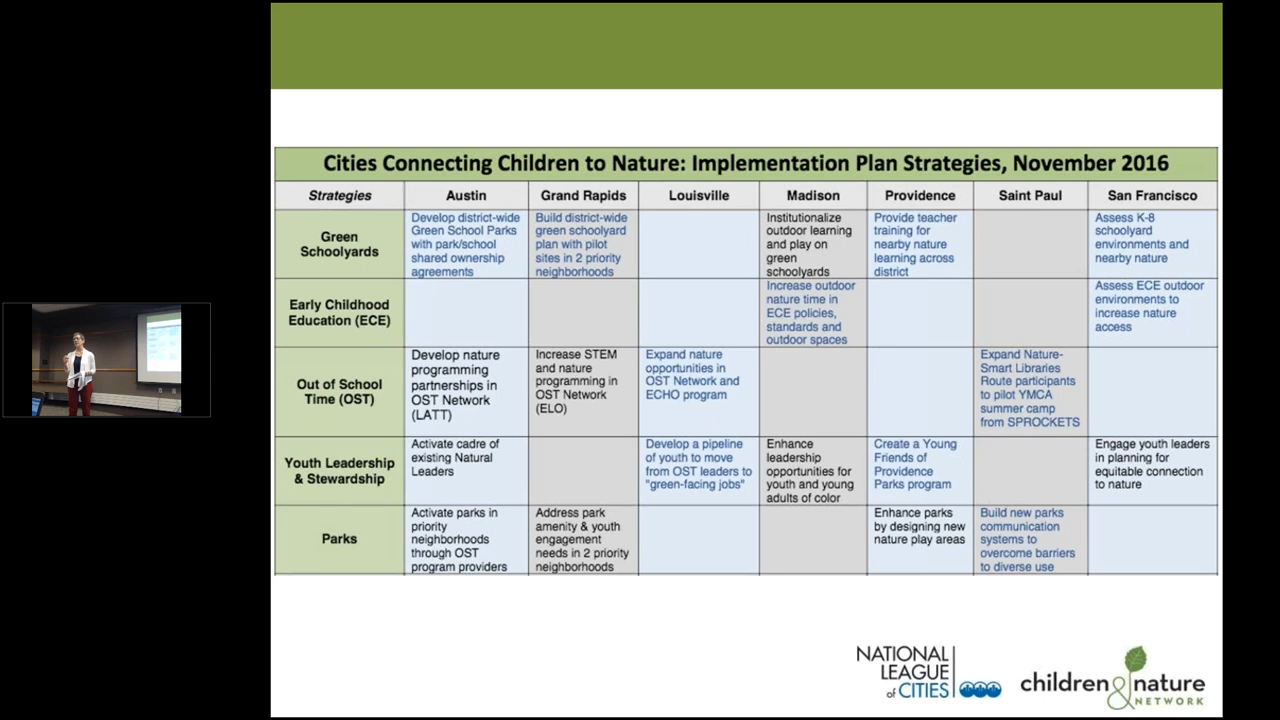 Cities Connecting Children to Nature: Implementation Plan Strategies, November 2016
Strategies
Austin
Grand Rapids
Louisville
Madison
Providence
Saint Paul
San Francisco
Green
Schoolyards
Develop district-wide
Green School Parks
with park/school
shared ownership
agreements
Build district-wide
green schoolyard
plan with pilot
sites in 2 priority
neighborhoods
Institutionalize
outdoor learning
and play on
green
schoolyards
Provide teacher
training for
nearby nature
learning across
district
Assess K-8
schoolyard
environments and
nearby nature
Early Childhood
Education (ECE)
Increase outdoor
nature time in
ECE policies,
standards and
outdoor spaces
Assess ECE outdoor
environments to
increase nature
access
Out of School
Time (OST)
Develop nature
programming
partnerships in
OST Network
(LATT)
Increase STEM
and nature
programming in
OST Network
(ELO)
Expand nature
opportunities in
OST Network and
ECHO program
Expand Nature-
Smart Libraries
Route participants
to pilot YMCA
summer camp
from SPROCKETS
Youth Leadership
& Stewardship
Activate cadre of
existing Natural
Leaders
Develop a pipeline
of youth to move
from OST leaders to
"green-facing jobs"
Enhance
leadership
opportunities for
youth and young
adults of color
Create a Young
Friends of
Providence
Parks program
Engage youth leaders
in planning for
equitable connection
to nature
Parks
Activate parks in
priority
neighborhoods
through OST
program providers
Address park
amenity & youth
engagement
needs in 2 priority
neighborhoods
Enhance parks
by designing new
nature play areas
Build new parks
communication
systems to
overcome barriers
to diverse use
NATIONAL
LEAGUE
of CITIES
children & nature
NETWORK